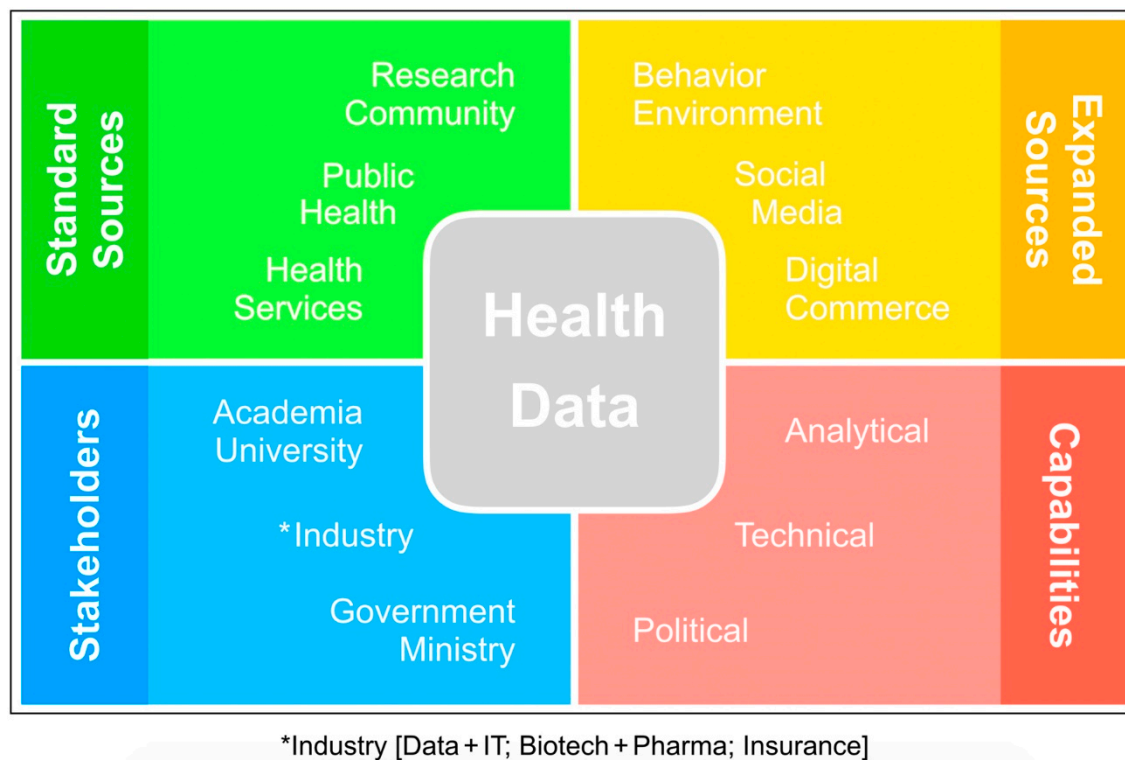 Standard
Sources
Research
Community
Public
Health
Health
Services
Behavior
Environment
Social
Media
Digital
Commerce
Expanded
Sources
Health
Data
Stakeholders
Academia
University
*Industry
Government
Ministry
Analytical
Technical
Political
Capabilities
*Industry [Data + IT; Biotech + Pharma; Insurance]